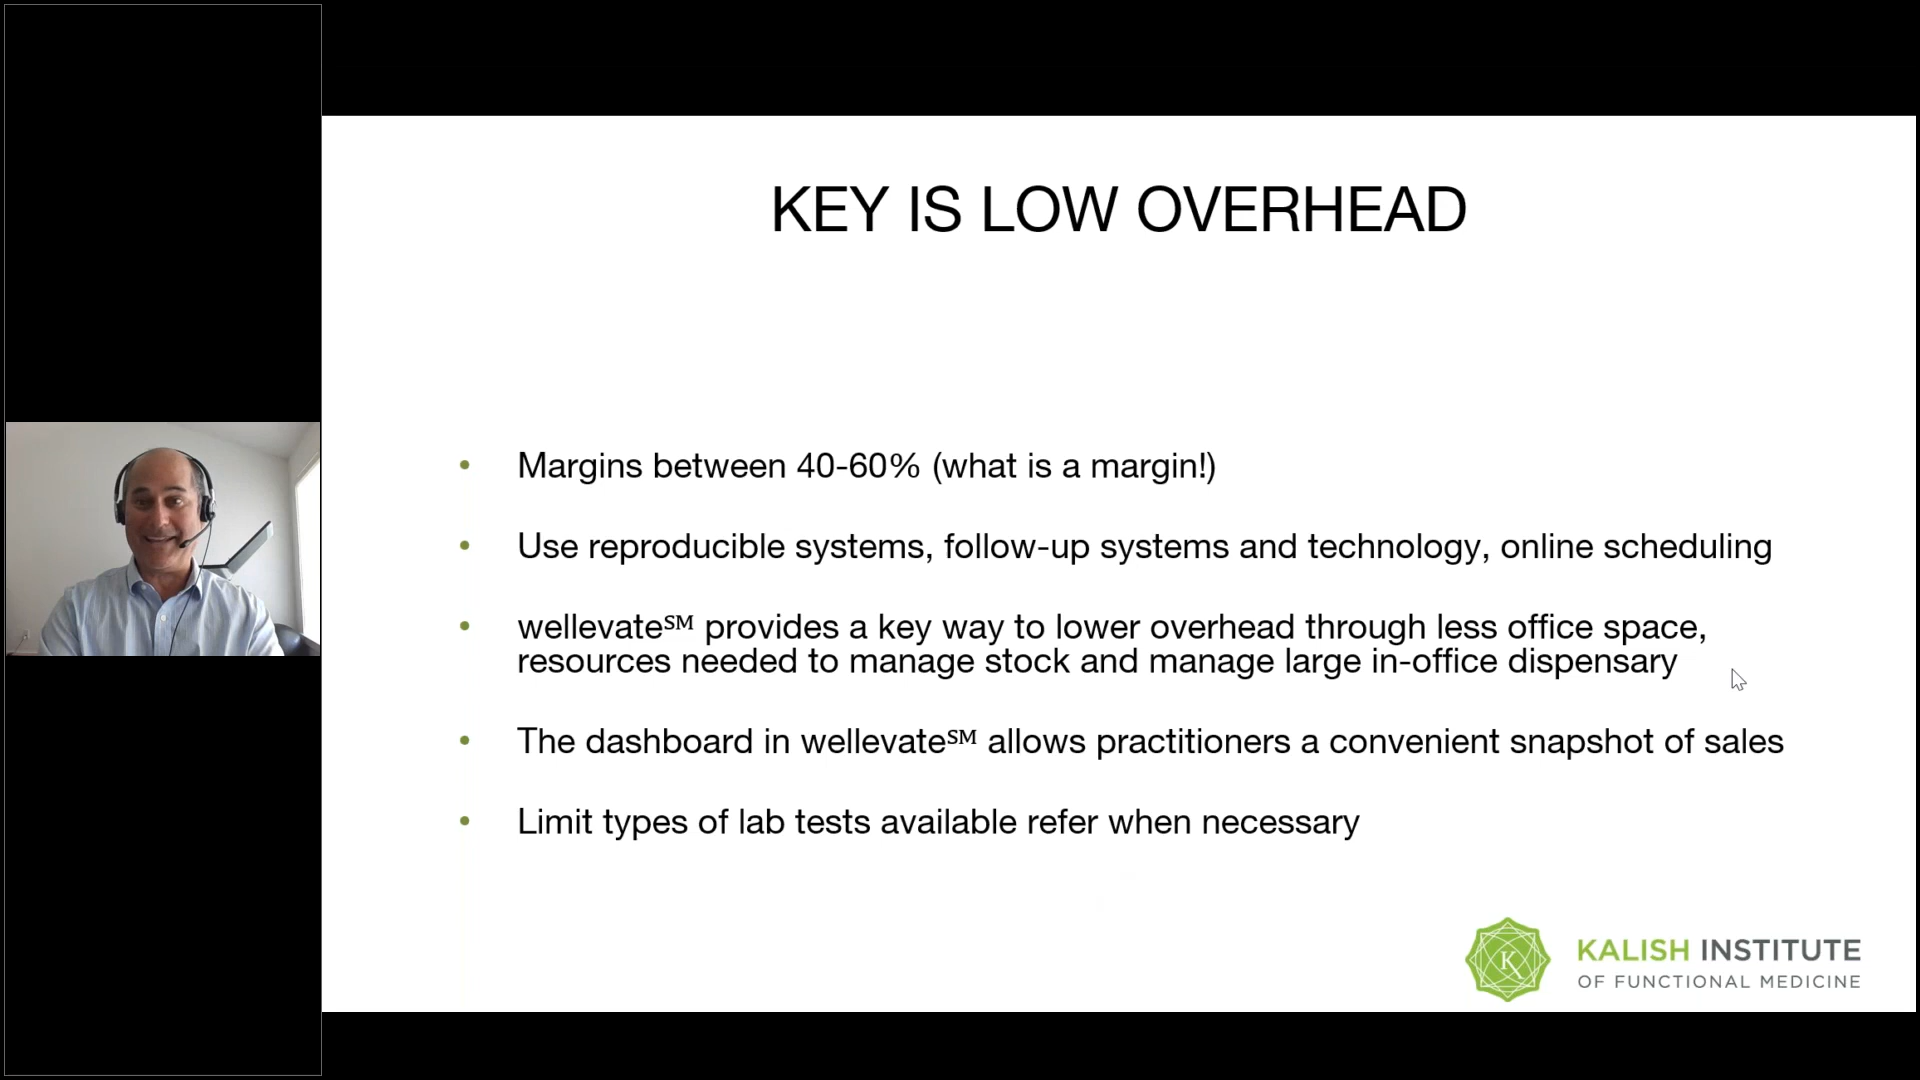 KEY IS LOW OVERHEAD
• Margins between 40-60% (what is a margin!)
• Use reproducible systems, follow-up systems and technology, online scheduling
• wellevate℠ provides a key way to lower overhead through less office space,
resources needed to manage stock and manage large in-office dispensary
• The dashboard in wellevate℠ allows practitioners a convenient snapshot of sales
• Limit types of lab tests available refer when necessary
K
KALISH INSTITUTE
OF FUNCTIONAL MEDICINE